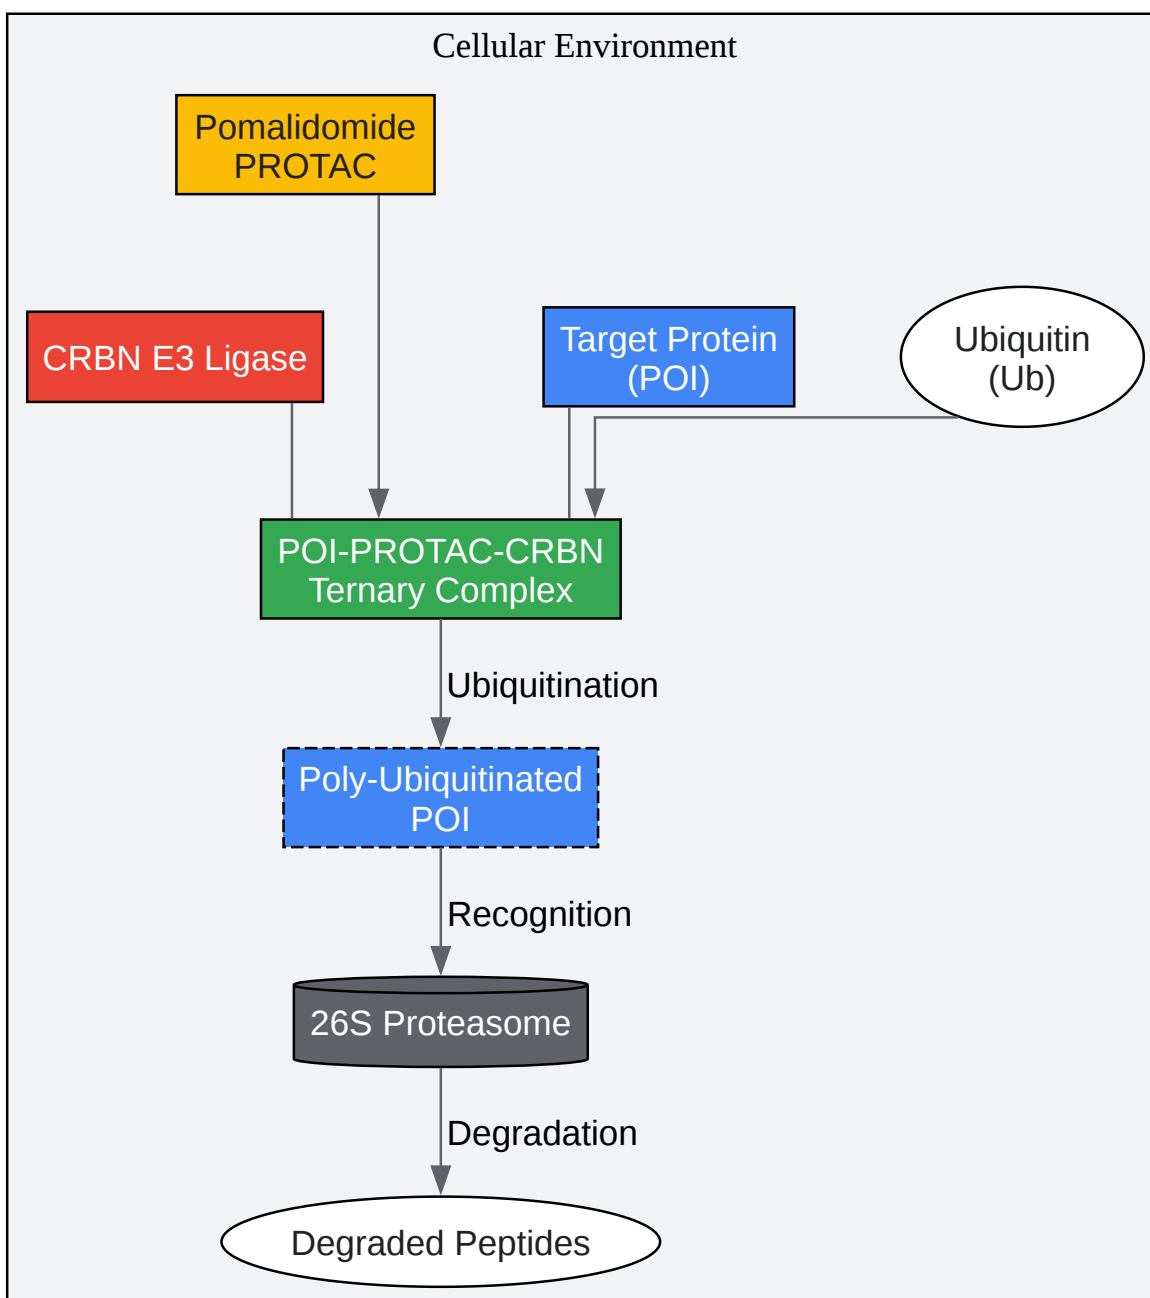 Cellular Environment
Pomalidomide
PROTAC
CRBN E3 Ligase
Target Protein
(POI)
Ubiquitin
(Ub)
POI-PROTAC-CRBN
Ternary Complex
Ubiquitination
Poly-Ubiquitinated
POI
Recognition
26S Proteasome
Degradation
Degraded Peptides